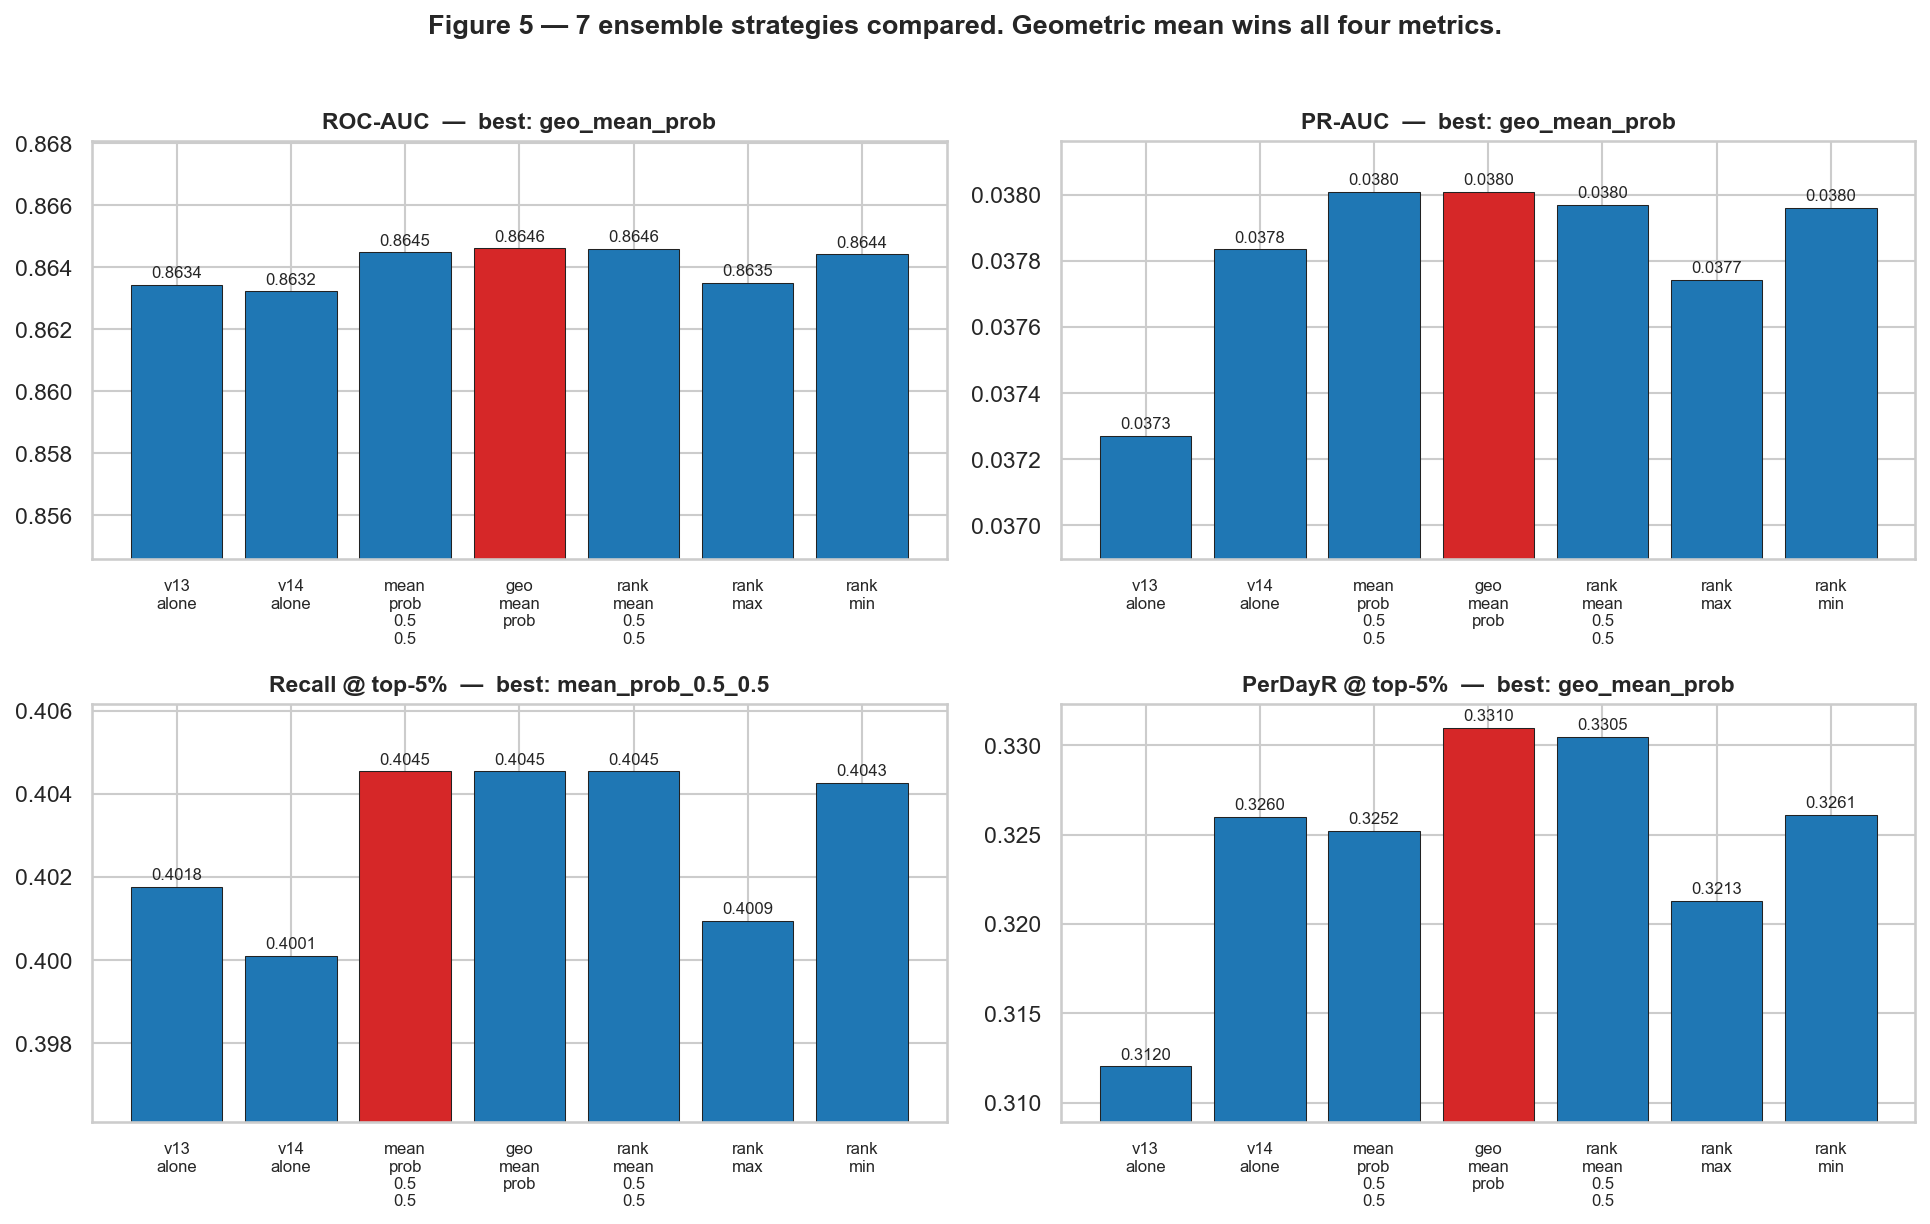 Figure 5 — 7 ensemble strategies compared. Geometric mean wins all four metrics.
ROC-AUC — best: geo_mean_prob
0.868
0.866
0.864
0.862
0.860
0.858
0.856
0.8634
0.8632
0.8645
0.8646
0.8646
0.8635
0.8644
v13
alone
v14
alone
mean
prob
0.5
0.5
geo
mean
prob
rank
mean
0.5
0.5
rank
max
rank
min
PR-AUC — best: geo_mean_prob
0.0380
0.0378
0.0376
0.0374
0.0372
0.0370
0.0373
0.0378
0.0380
0.0380
0.0380
0.0377
0.0380
v13
alone
v14
alone
mean
prob
0.5
0.5
geo
mean
prob
rank
mean
0.5
0.5
rank
max
rank
min
Recall @ top-5% — best: mean_prob_0.5_0.5
0.406
0.404
0.402
0.400
0.398
0.4018
0.4001
0.4045
0.4045
0.4045
0.4009
0.4043
v13
alone
v14
alone
mean
prob
0.5
0.5
geo
mean
prob
rank
mean
0.5
0.5
rank
max
rank
min
PerDayR @ top-5% — best: geo_mean_prob
0.330
0.325
0.320
0.315
0.310
0.3120
0.3260
0.3252
0.3310
0.3305
0.3213
0.3261
v13
alone
v14
alone
mean
prob
0.5
0.5
geo
mean
prob
rank
mean
0.5
0.5
rank
max
rank
min